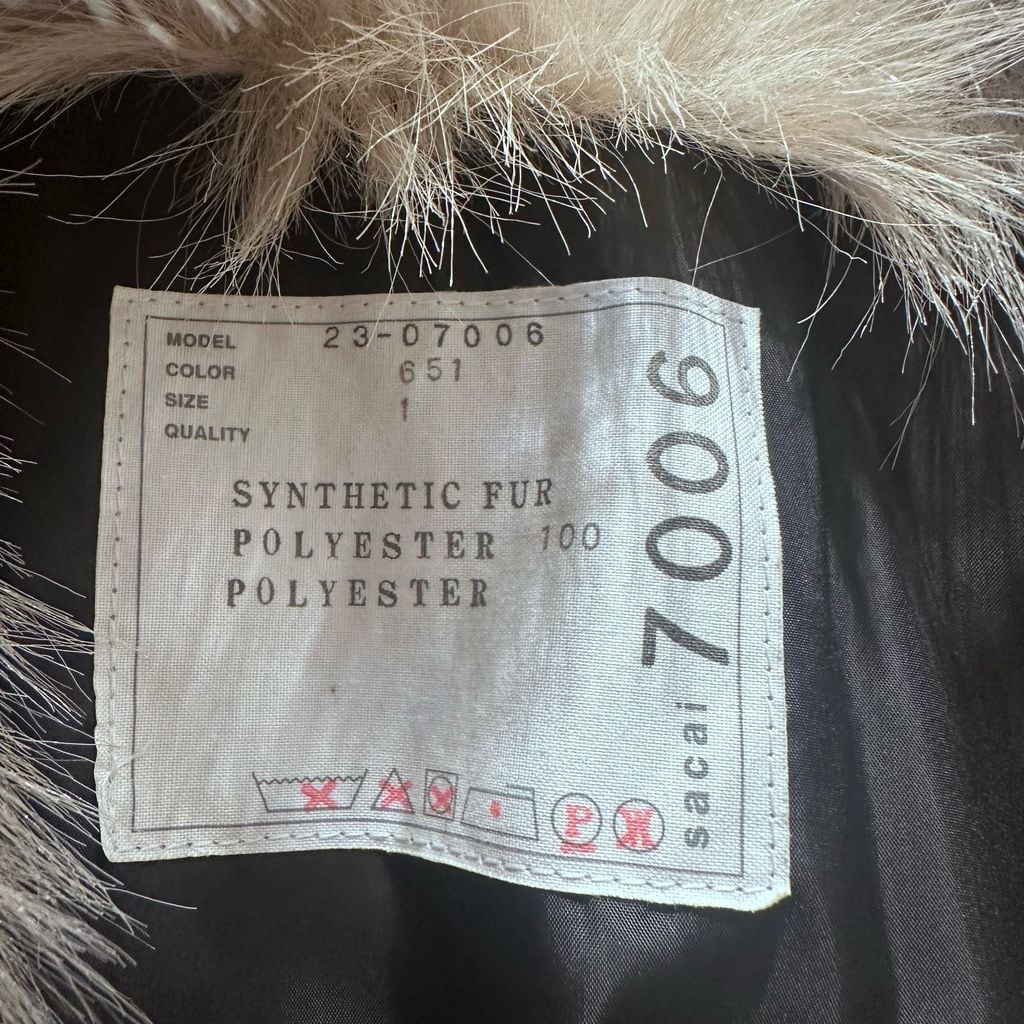 MODEL 23-07006
COLOR 651
SIZE 1
QUALITY
SYNTHETIC FUR
POLYESTER 100
POLYESTER
P
sacai 7006